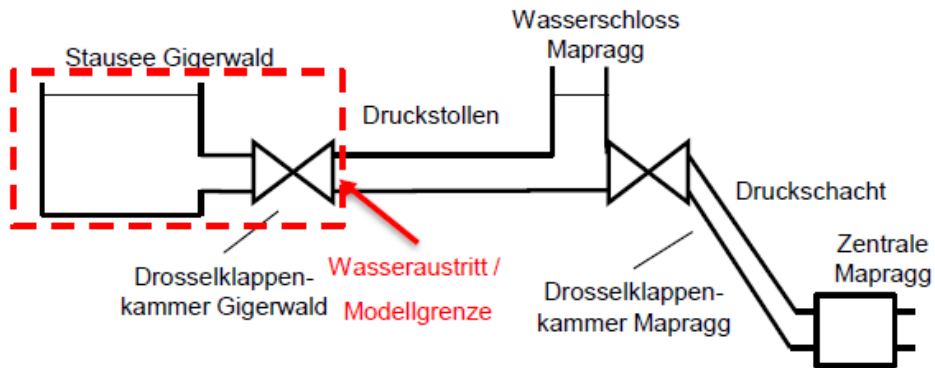 Wasserschloss
Mapragg
Stausee Gigerwald
Druckstollen
Druckschacht
Zentrale
Mapragg
Drosselklappen-
kammer Gigerwald
Wasseraustritt /
Modellgrenze
Drosselklappen-
kammer Mapragg